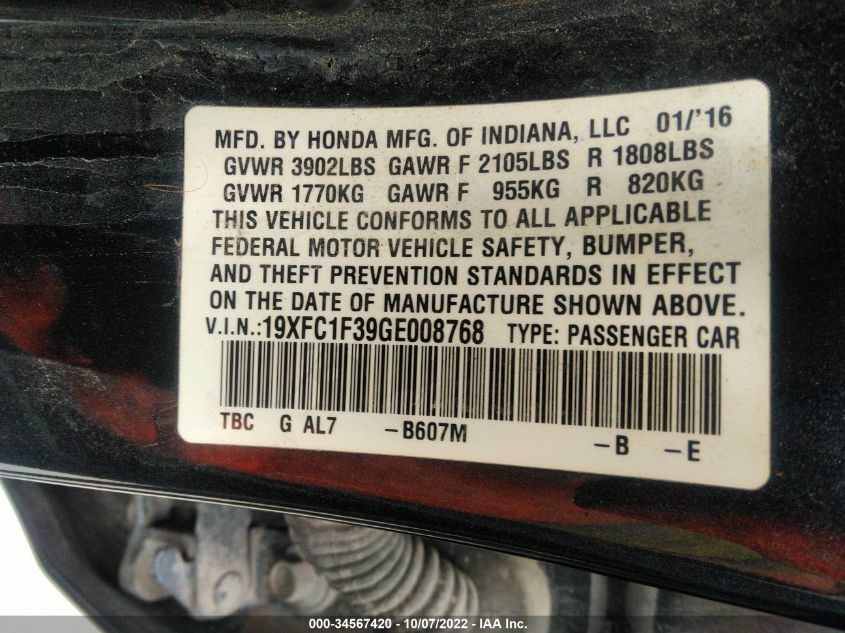 MFD. BY HONDA MFG. OF INDIANA, LLC 01/'16
GVWR 3902LBS GAWR F 2105LBS R 1808LBS
GVWR 1770KG GAWR F 955KG R 820KG
THIS VEHICLE CONFORMS TO ALL APPLICABLE
FEDERAL MOTOR VEHICLE SAFETY, BUMPER,
AND THEFT PREVENTION STANDARDS IN EFFECT
ON THE DATE OF MANUFACTURE SHOWN ABOVE.
V.I.N.:19XFC1F39GE008768 TYPE: PASSENGER CAR
TBC G AL7 -B607M -B -E
000-34567420 - 10/07/2022 - IAA Inc.